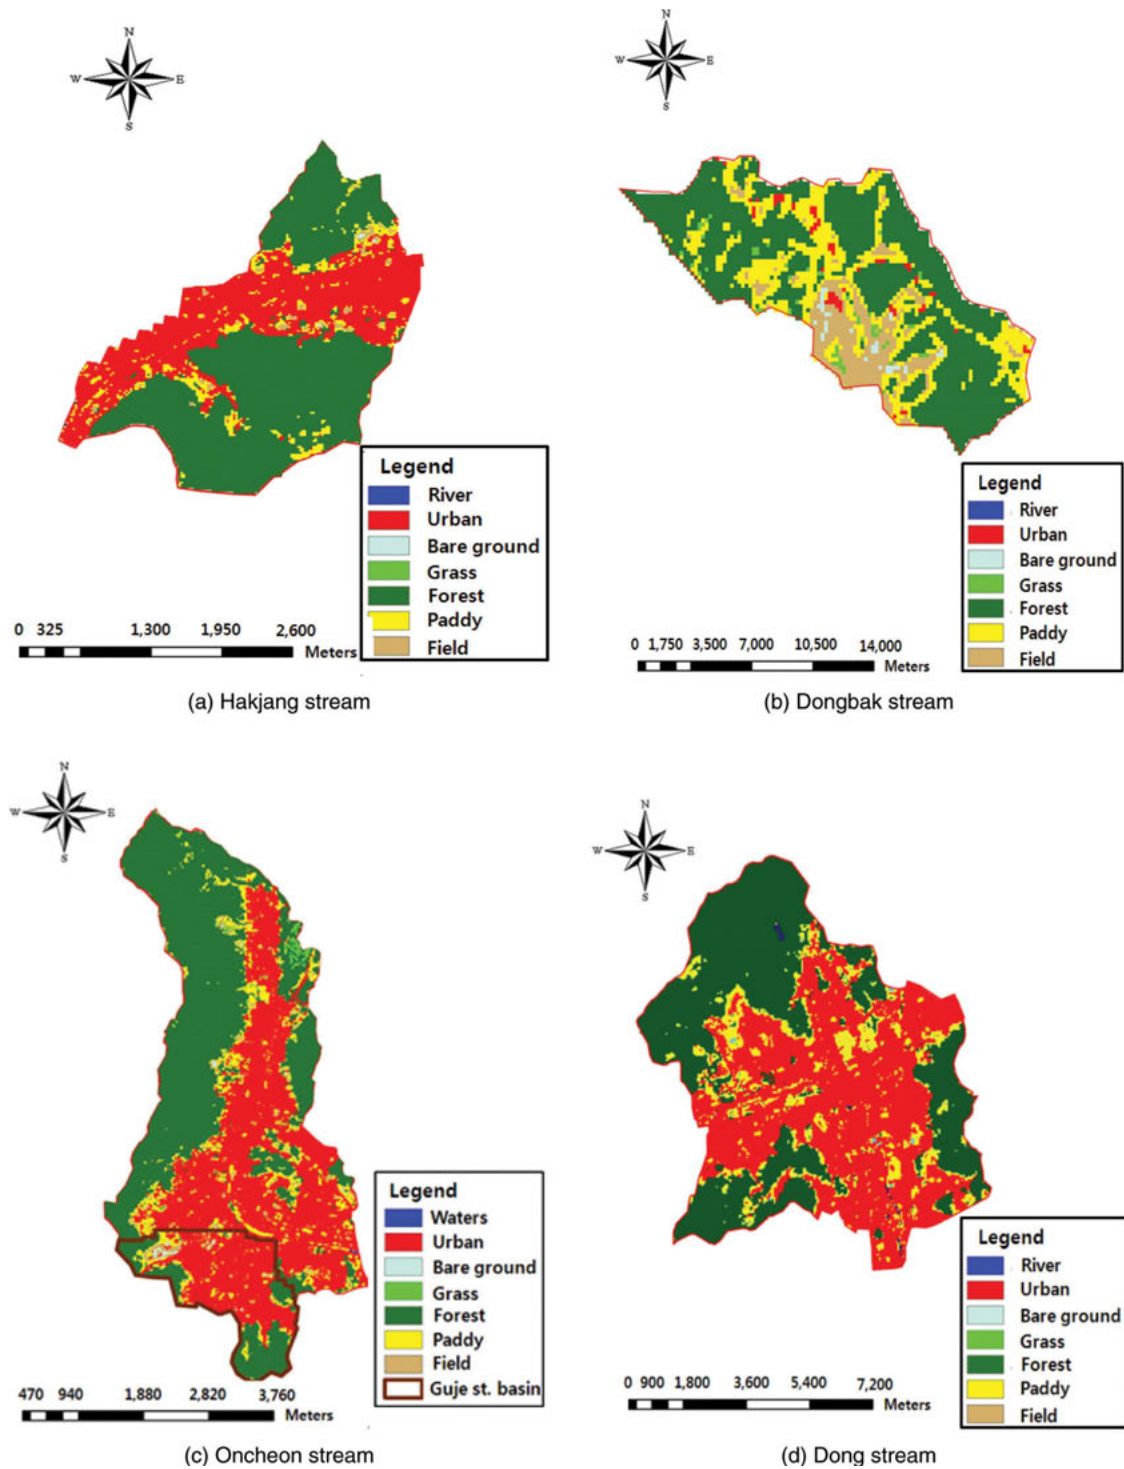 N
W E
S
Legend
River
Urban
Bare ground
Grass
Forest
Paddy
Field
0 325 1,300 1,950 2,600
Meters
(a) Hakjang stream
N
W E
S
Legend
River
Urban
Bare ground
Grass
Forest
Paddy
Field
0 1,750 3,500 7,000 10,500 14,000
Meters
(b) Dongbak stream
N
W E
S
Legend
Waters
Urban
Bare ground
Grass
Forest
Paddy
Field
Guje st. basin
470 940 1,880 2,820 3,760
Meters
(c) Oncheon stream
N
W E
S
Legend
River
Urban
Bare ground
Grass
Forest
Paddy
Field
0 900 1,800 3,600 5,400 7,200
Meters
(d) Dong stream